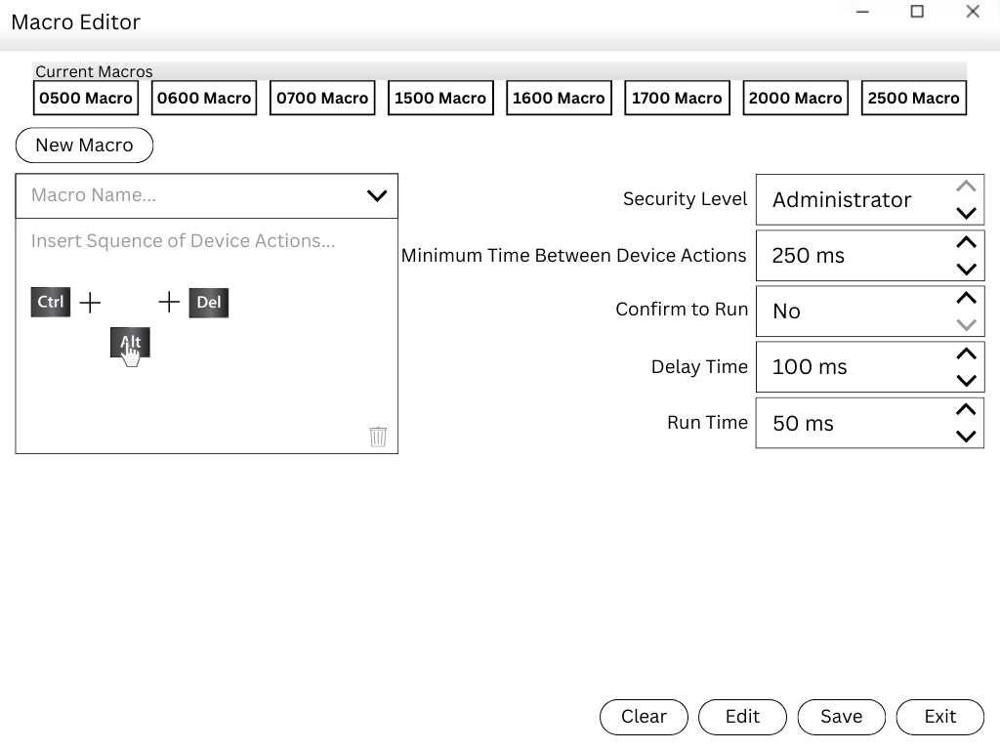 Macro Editor
Current Macros
0500 Macro 0600 Macro 0700 Macro 1500 Macro 1600 Macro 1700 Macro 2000 Macro 2500 Macro
New Macro
Macro Name...
Insert Squence of Device Actions...
Ctrl + + Del
Alt
Security Level Administrator
Minimum Time Between Device Actions 250 ms
Confirm to Run No
Delay Time 100 ms
Run Time 50 ms
Clear Edit Save Exit